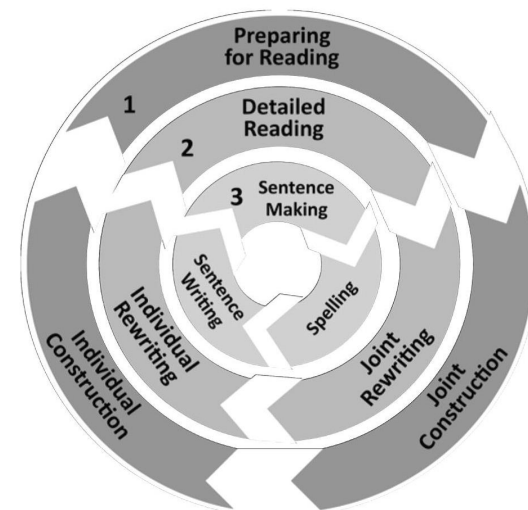 Preparing
for Reading
1
Detailed
Reading
2
3
Sentence
Making
Sentence
Writing
Spelling
Individual
Rewriting
Joint
Rewriting
Individual
Construction
Joint
Construction